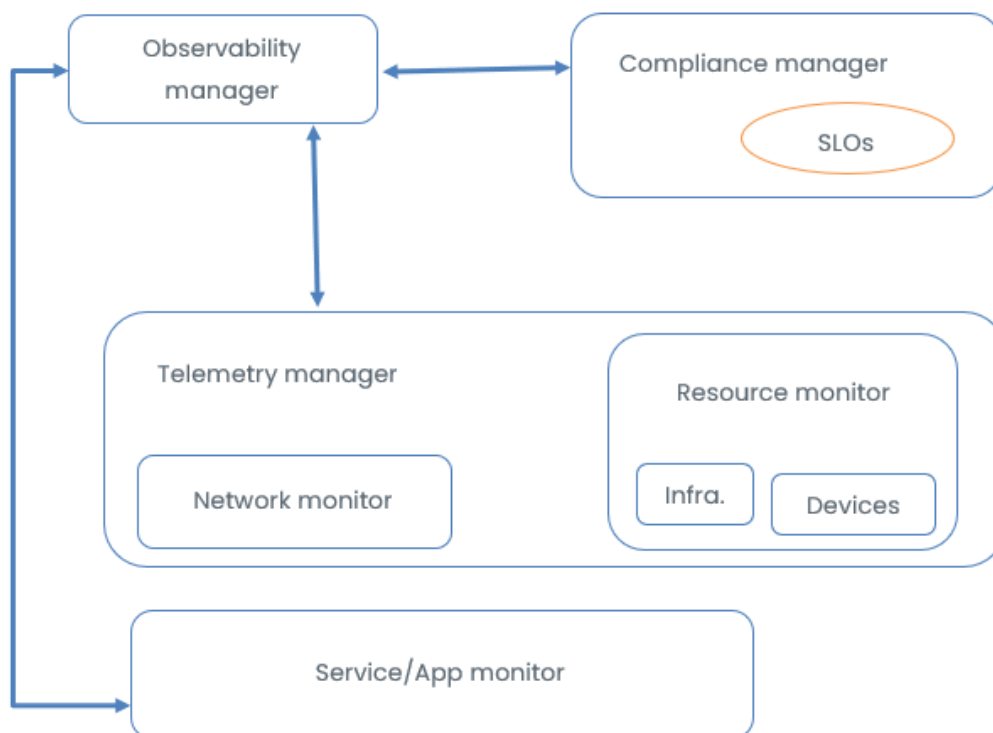 Observability
manager
Compliance manager
SLOs
Telemetry manager
Resource monitor
Network monitor
Infra.
Devices
Service/App monitor